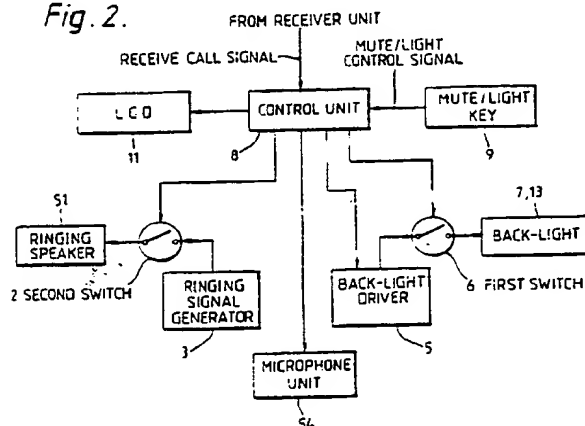 Fig. 2.
FROM RECEIVER UNIT
RECEIVE CALL SIGNAL
MUTE/LIGHT
CONTROL SIGNAL
LCD
11
CONTROL UNIT
8
MUTE/LIGHT
KEY
9
51
RINGING
SPEAKER
2 SECOND SWITCH
RINGING
SIGNAL
GENERATOR
3
7,13
BACK-LIGHT
6 FIRST SWITCH
BACK-LIGHT
DRIVER
5
MICROPHONE
UNIT
54